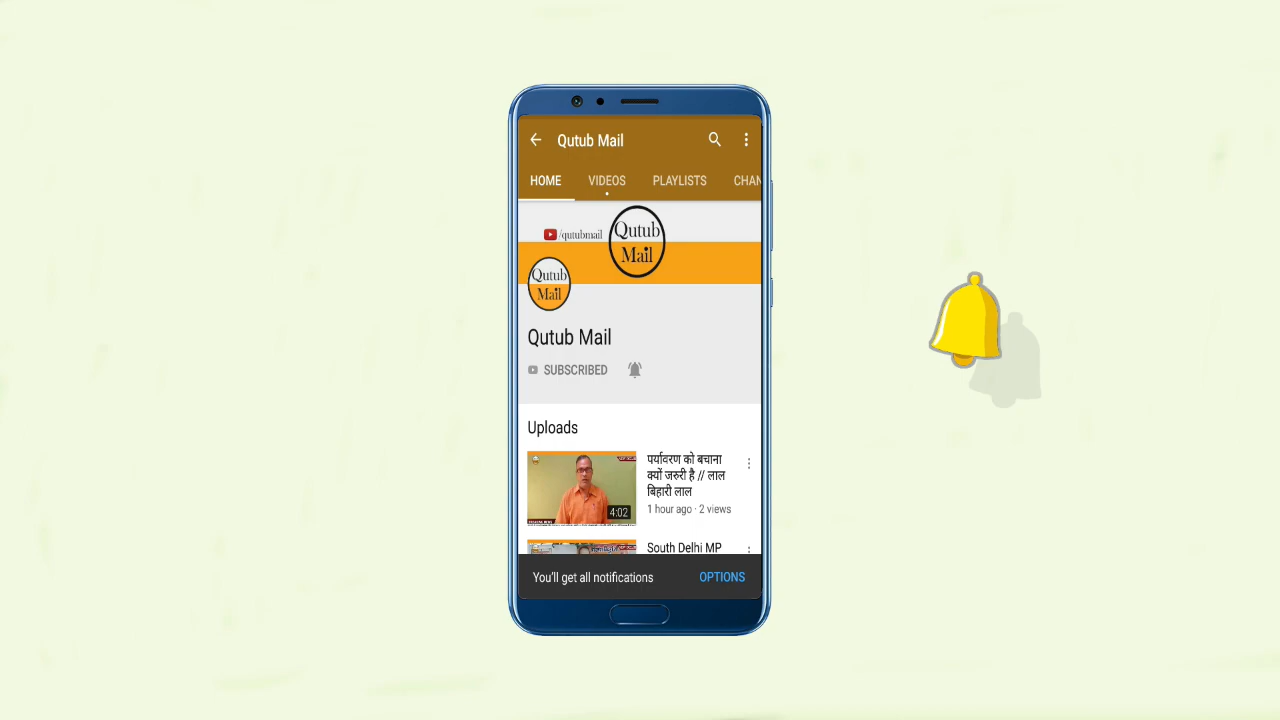 Qutub Mail
HOME VIDEOS PLAYLISTS CHAN
/qutubmail
Qutub
Mail
Qutub
Mail
Qutub Mail
SUBSCRIBED
Uploads
पर्यावरण को बचाना
क्यों जरुरी है // लाल
बिहारी लाल
4:02
1 hour ago · 2 views
South Delhi MP
You'll get all notifications OPTIONS